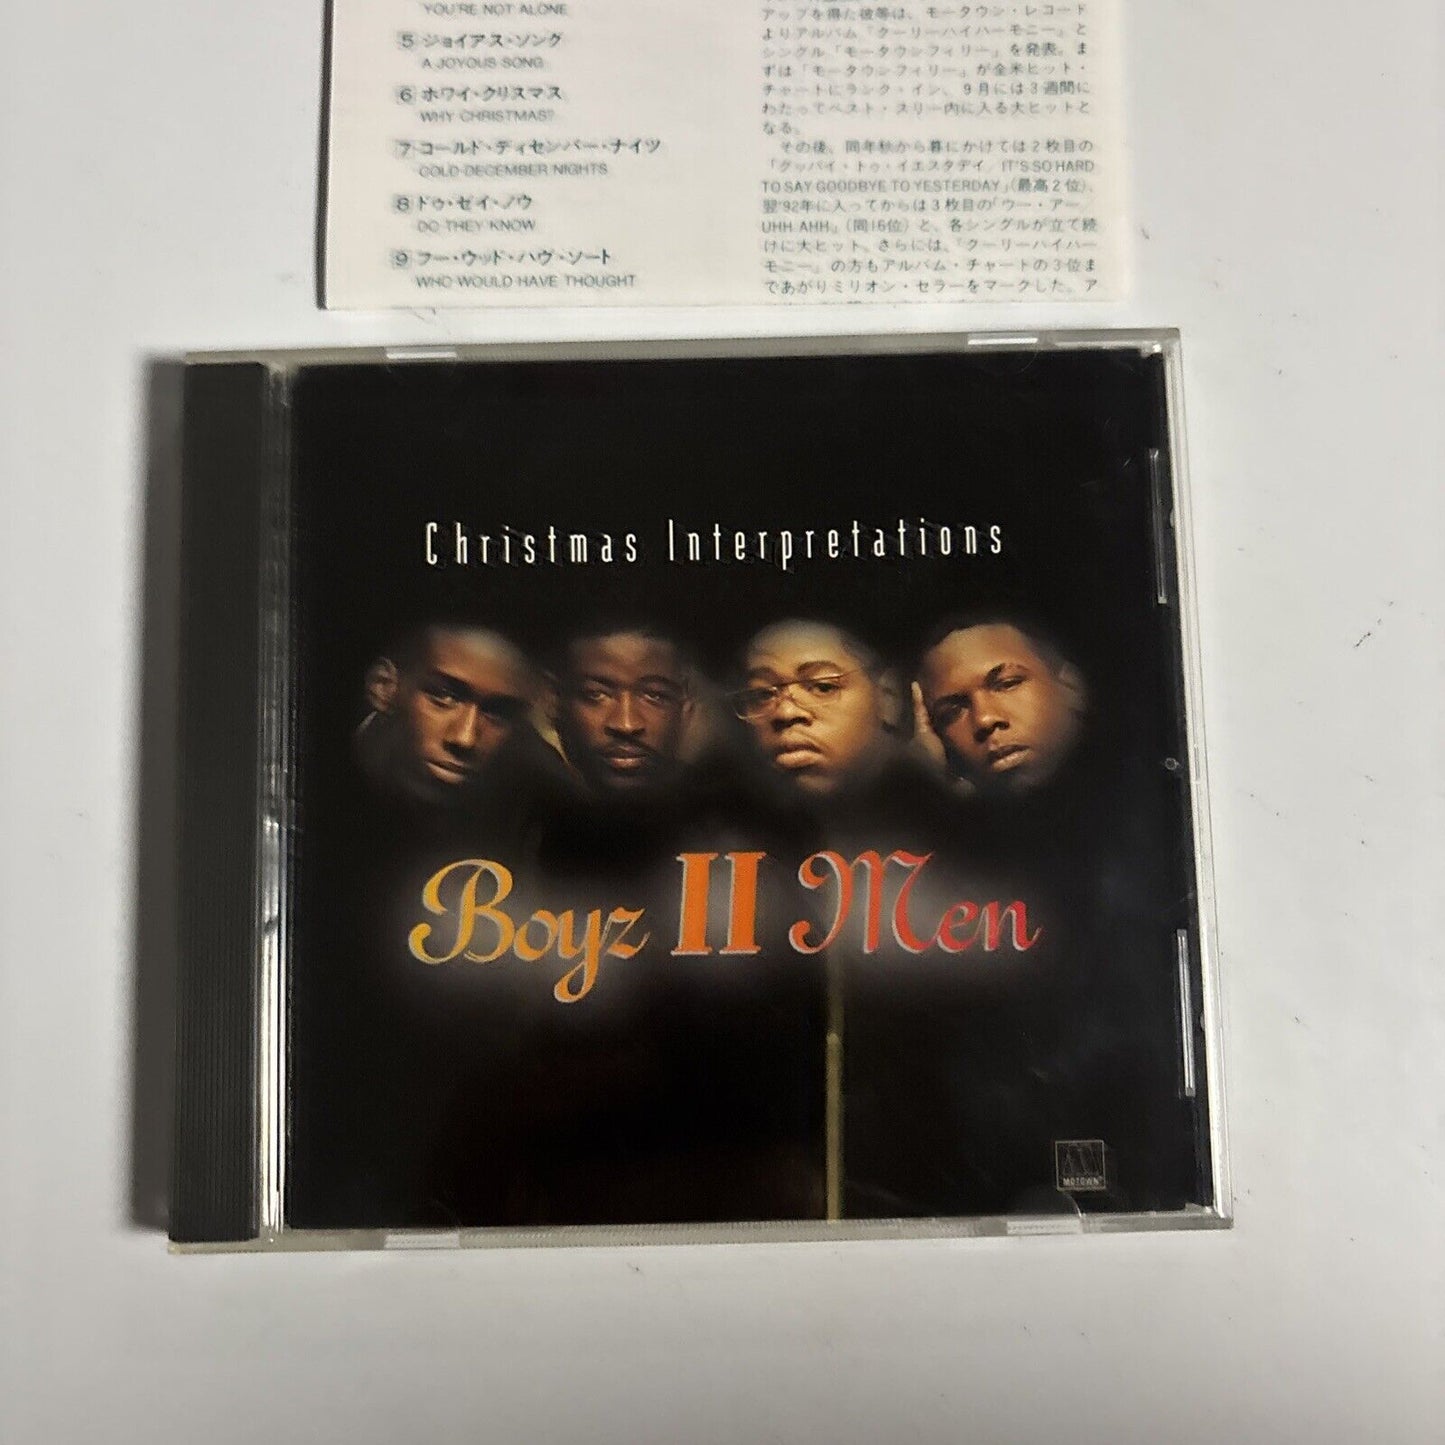 YOU'RE NOT ALONE
5 ジョイアス・ソング
A JOYOUS SONG
6 ホワイ・クリスマス
WHY CHRISTMAS?
7 コールド・ディセンバー・ナイツ
COLD DECEMBER NIGHTS
8 ドゥ・ゼイ・ノウ
DO THEY KNOW
9 フー・ウッド・ハヴ・ソート
WHO WOULD HAVE THOUGHT
アップを得た彼等は、モータウン・レコード
よりアルバム『クーリーハイハーモニー』と
シングル「モータウンフィリー」を発表。ま
ずは「モータウンフィリー」が全米ヒット・
チャートにランク・イン、9月には3週間に
わたってベスト・スリー内に入る大ヒットと
なる。
その後、同年秋から暮にかけては2枚目の
「グッバイ・トゥ・イエスタデイ/IT'S SO HARD
TO SAY GOODBYE TO YESTERDAY」(最高2位)、
翌'92年に入ってからは3枚目の「ウー・アー/
UHH AHH」(同16位)と、各シングルが立て続
けに大ヒット、さらには、『クーリーハイハー
モニー』の方もアルバム・チャートの3位ま
であがりミリオン・セラーをマークした。ア
Christmas Interpretations
Boyz II Men
MOTOWN